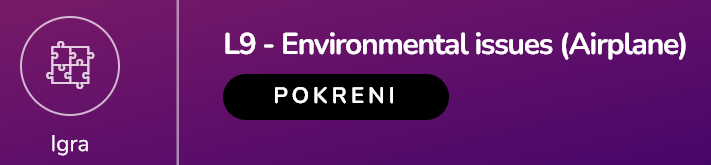 L9 - Environmental issues (Airplane)
POKRENI
Igra